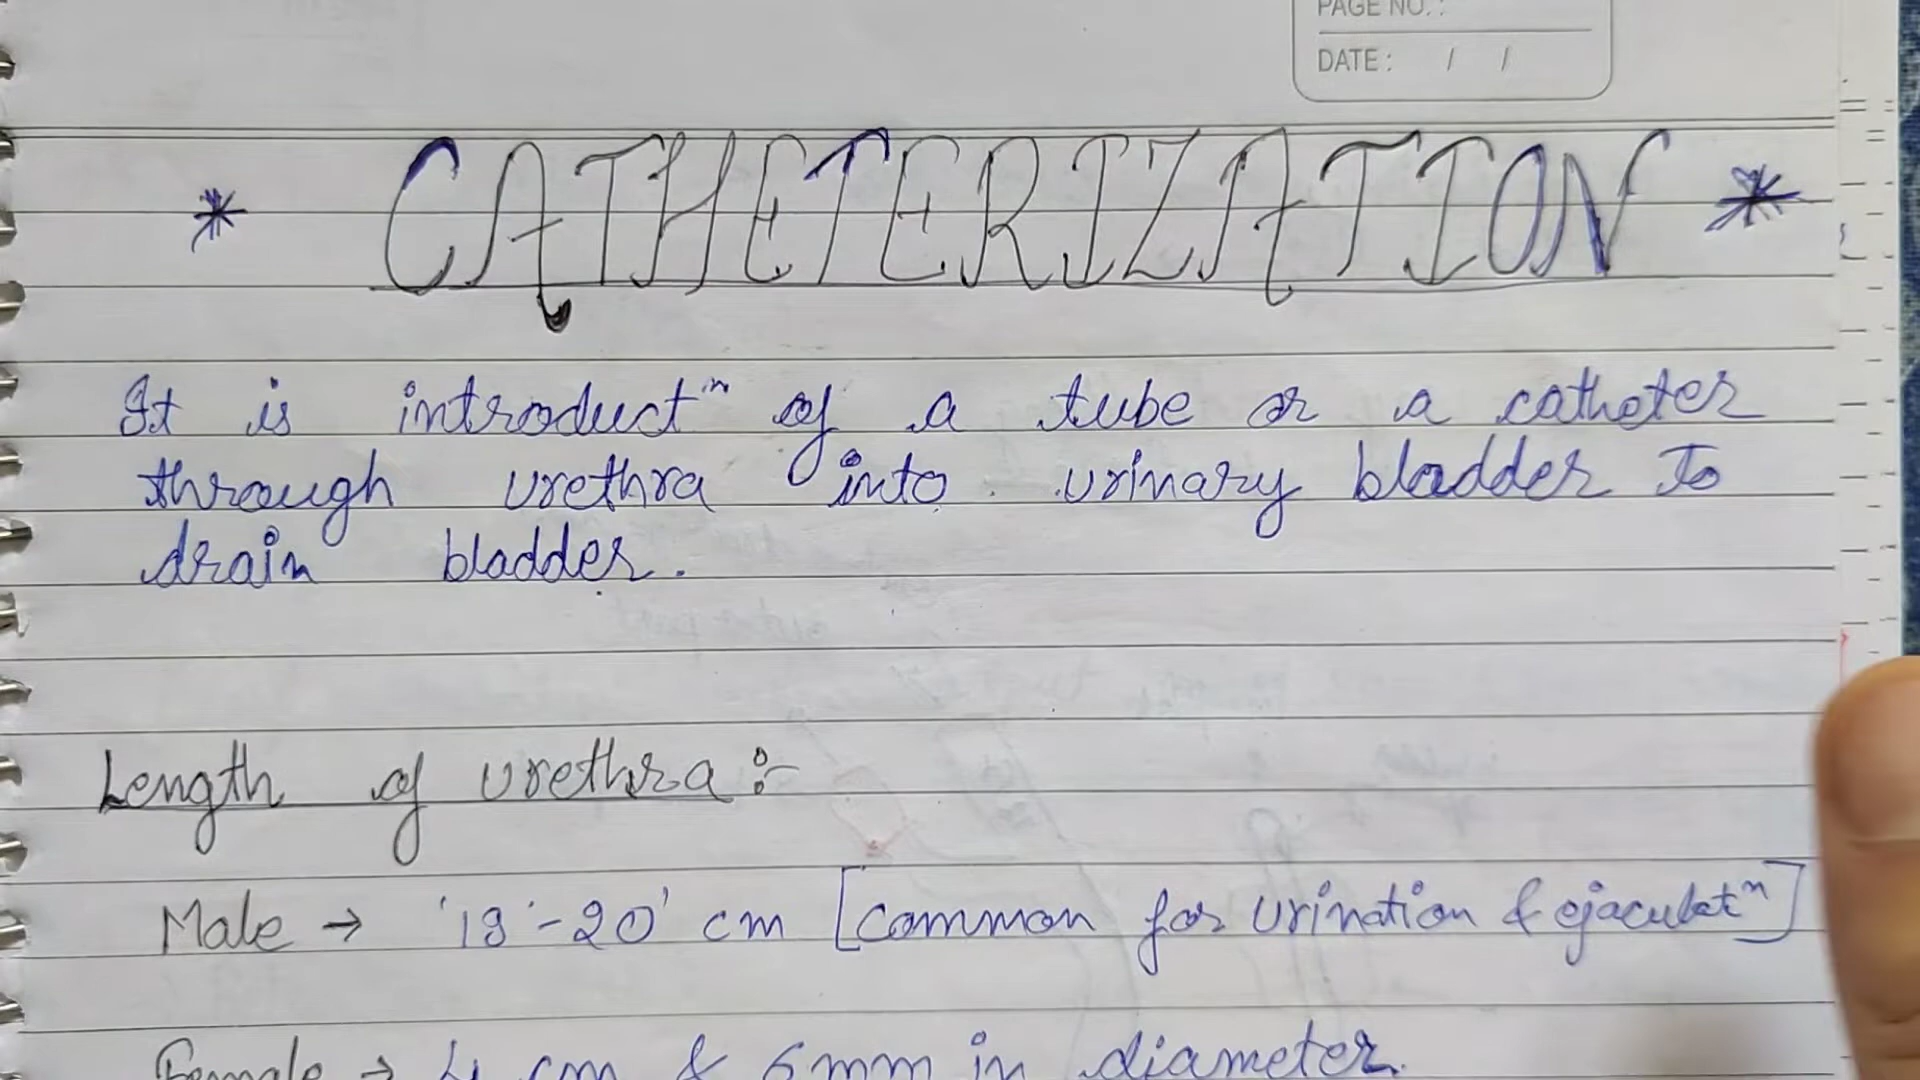 PAGE NO. :
DATE : / /
* CATHETERIZATION *
It is introductⁿ of a tube or a catheter
through urethra into urinary bladder to
drain bladder.
Length of urethra :-
Male → '18'-20' cm [common for urination & ejaculatⁿ]
Female → 4 cm & 6mm in diameter.